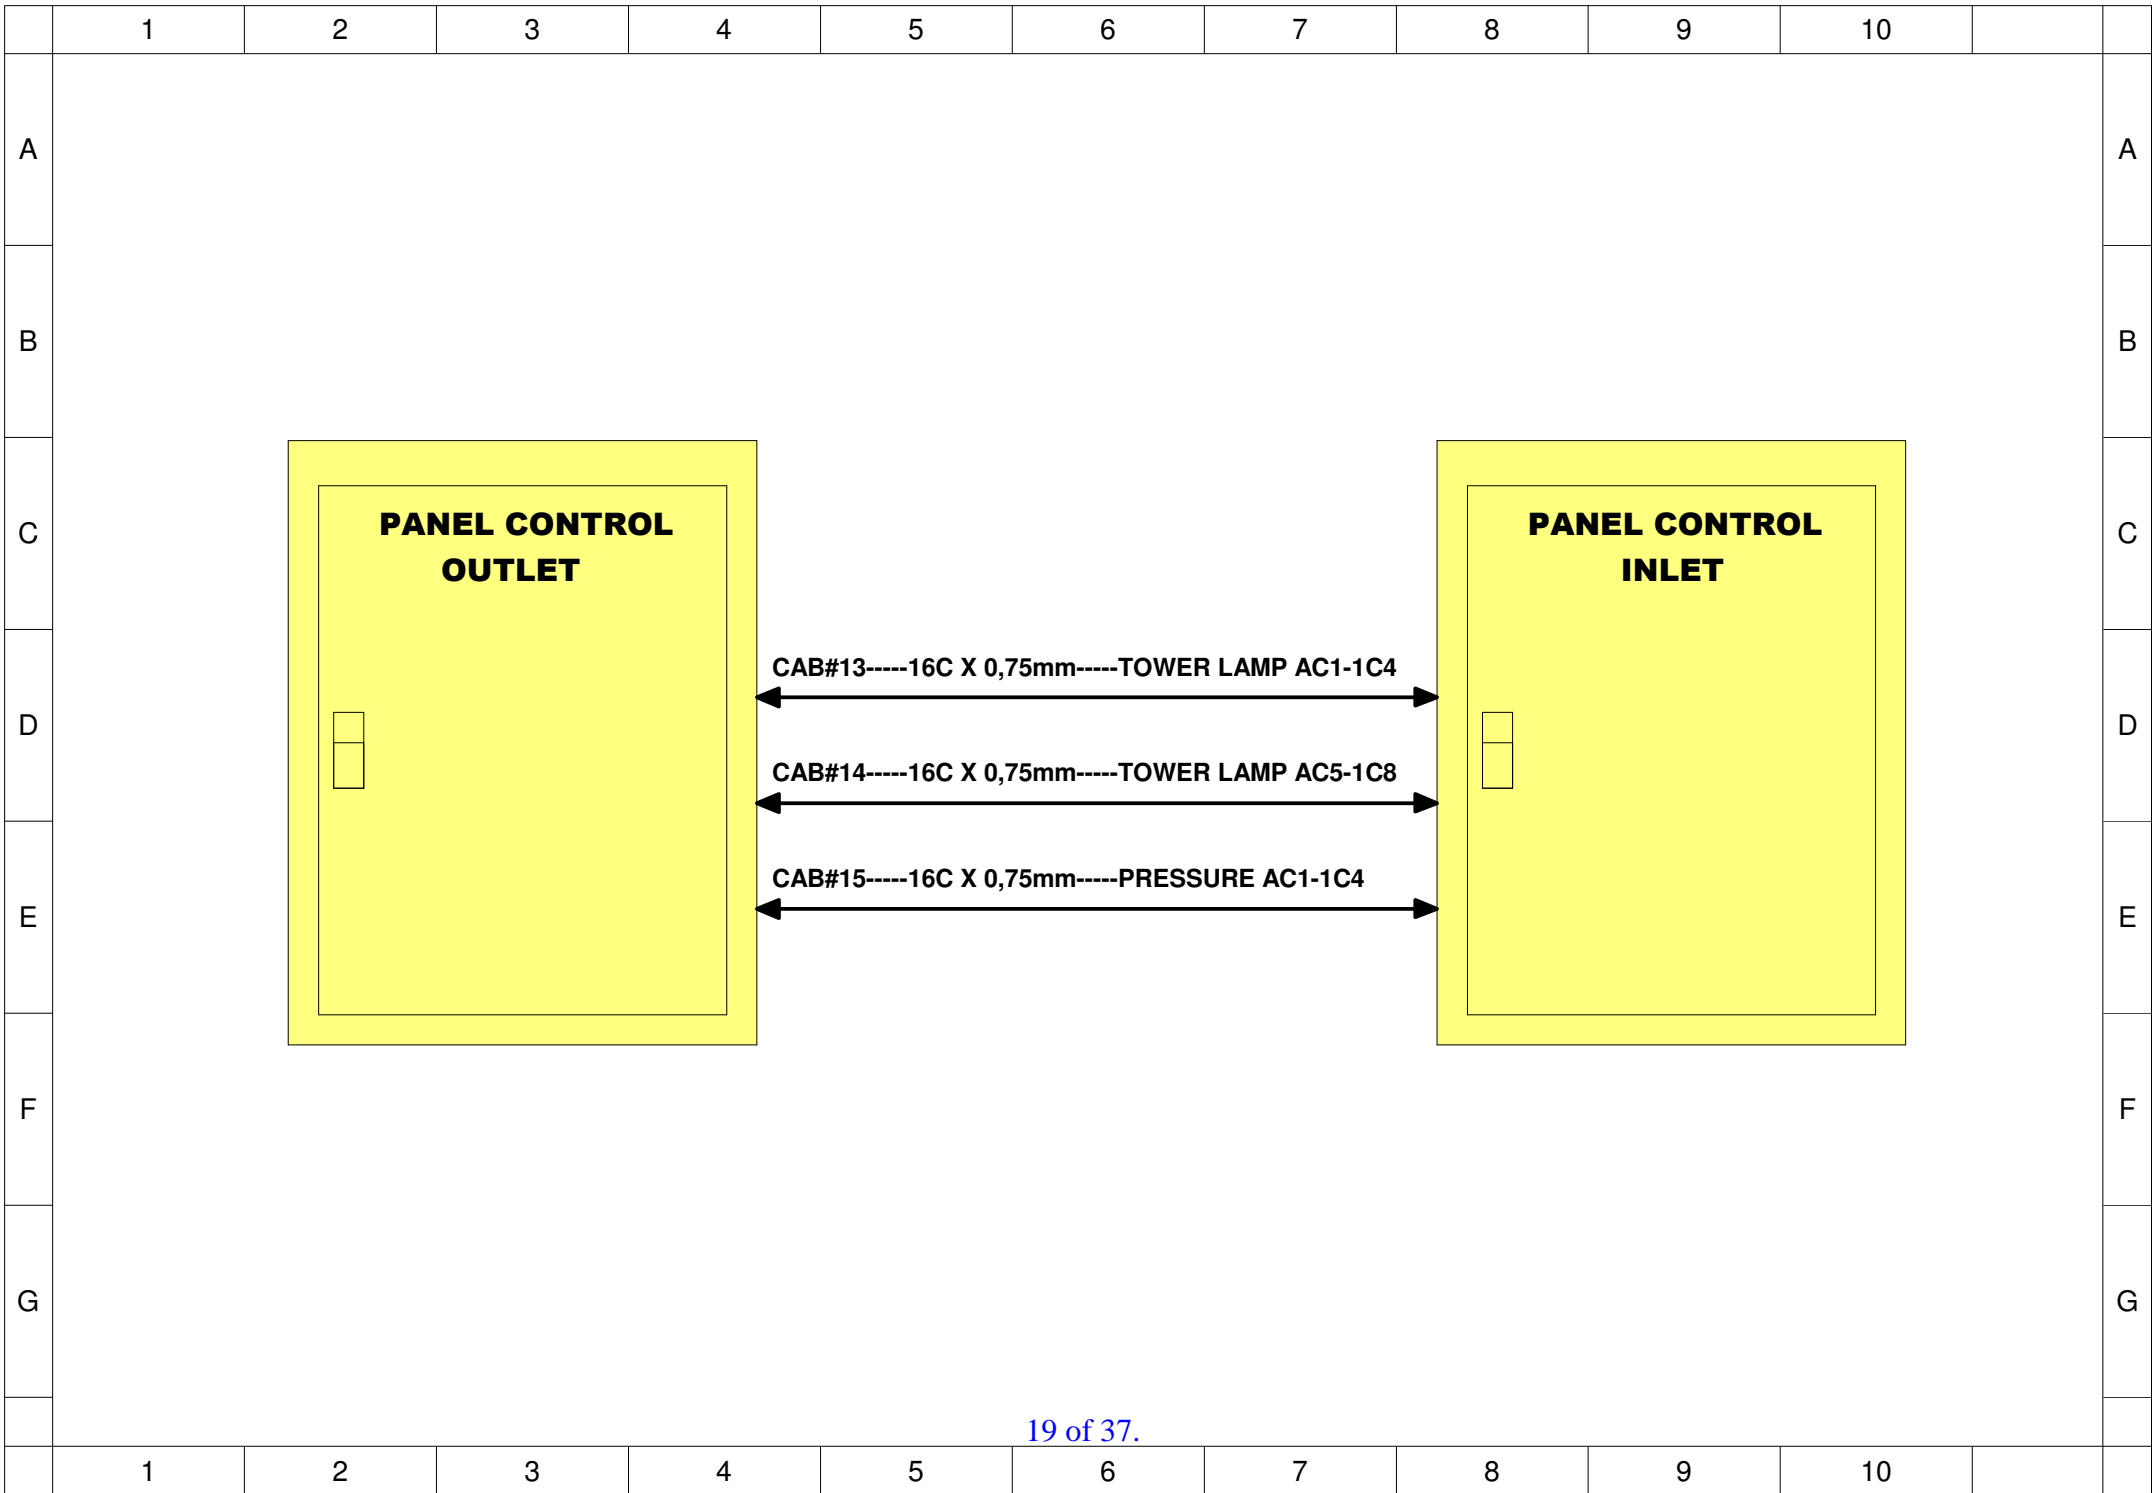 1 2 3 4 5 6 7 8 9 10
A A
B B
PANEL CONTROL PANEL CONTROL
C C
OUTLET INLET
CAB#13-----16C X 0,75mm-----TOWER LAMP AC1-1C4
D D
CAB#14-----16C X 0,75mm-----TOWER LAMP AC5-1C8
CAB#15-----16C X 0,75mm-----PRESSURE AC1-1C4
E E
F F
G G
19 of 37.
1 2 3 4 5 6 7 8 9 10